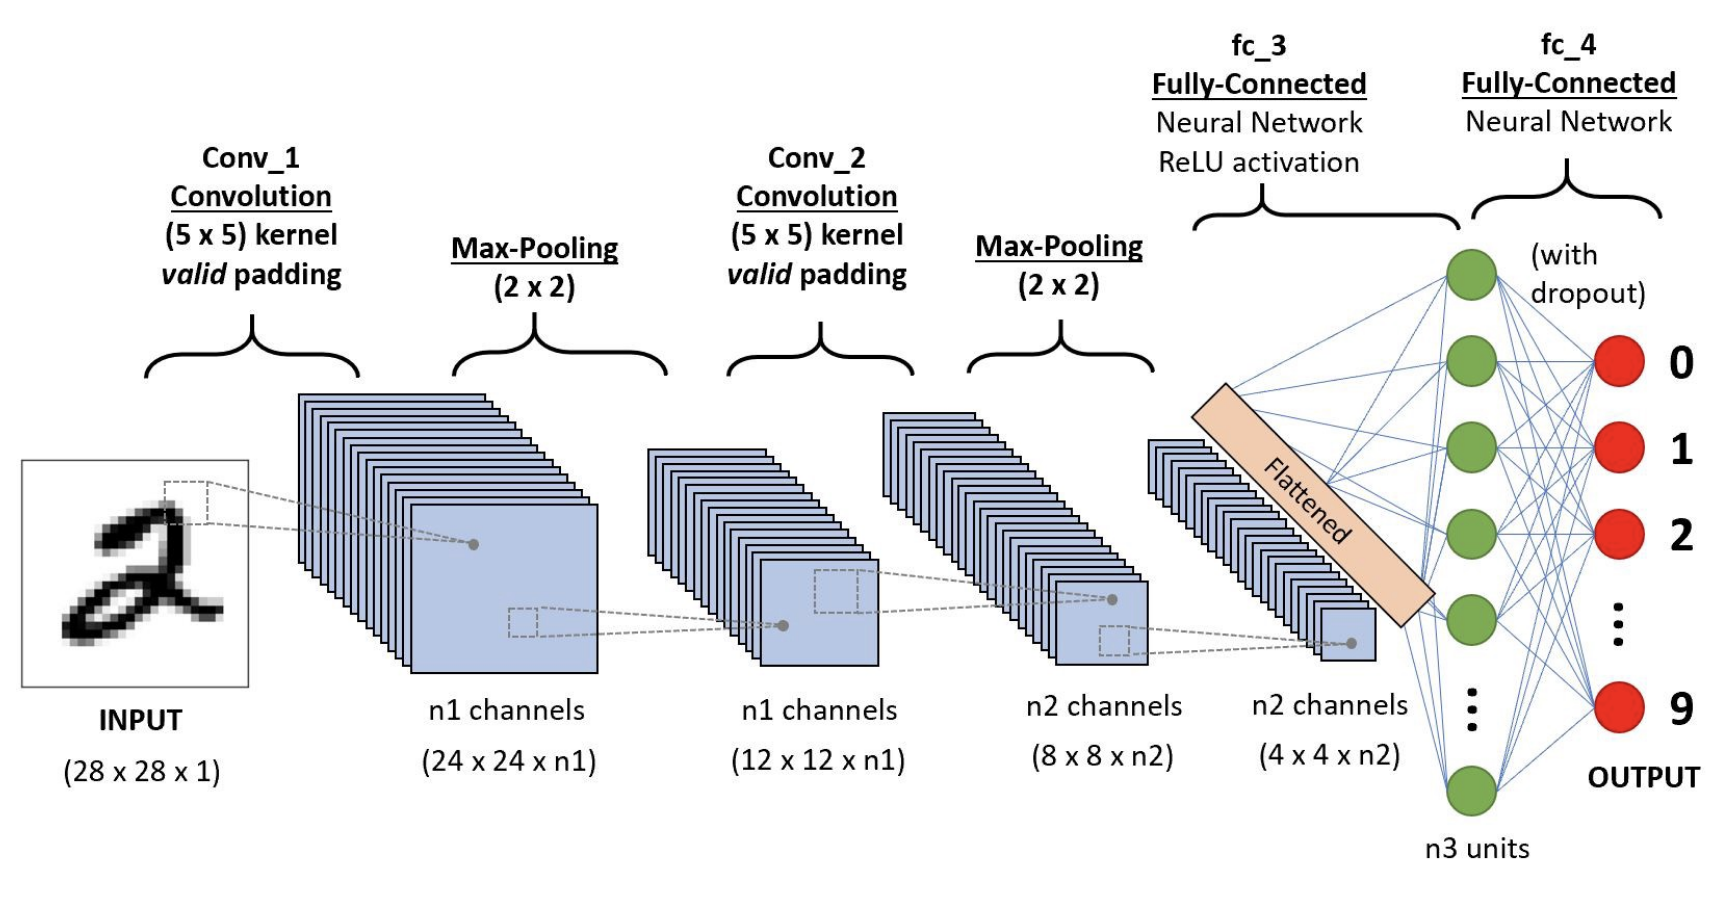 fc_3
Fully-Connected
Neural Network
ReLU activation
fc_4
Fully-Connected
Neural Network
Conv_1
Convolution
(5 x 5) kernel
valid padding
Max-Pooling
(2 x 2)
Conv_2
Convolution
(5 x 5) kernel
valid padding
Max-Pooling
(2 x 2)
(with
dropout)
Flattened
0
1
2
9
2
INPUT
(28 x 28 x 1)
n1 channels
(24 x 24 x n1)
n1 channels
(12 x 12 x n1)
n2 channels
(8 x 8 x n2)
n2 channels
(4 x 4 x n2)
OUTPUT
n3 units